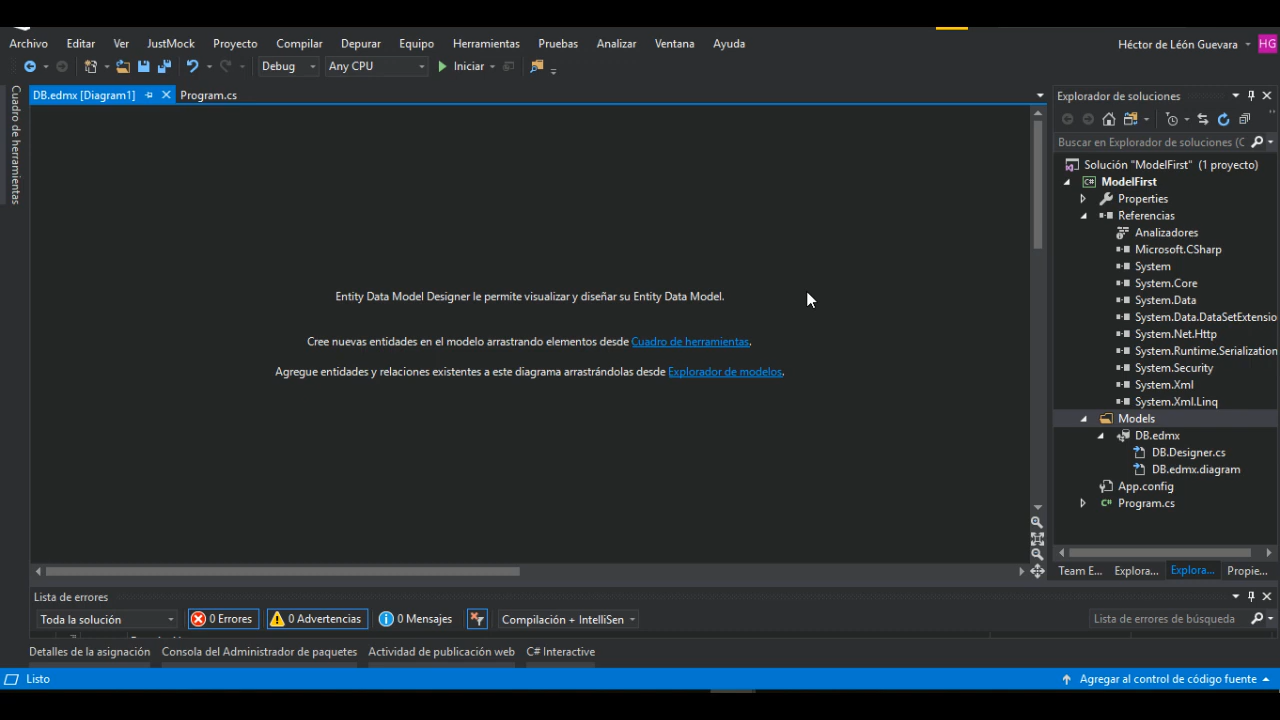 Archivo Editar Ver JustMock Proyecto Compilar Depurar Equipo Herramientas Pruebas Analizar Ventana Ayuda
Héctor de León Guevara HG
Debug Any CPU Iniciar
DB.edmx [Diagram1] Program.cs
Cuadro de herramientas
Entity Data Model Designer le permite visualizar y diseñar su Entity Data Model.
Cree nuevas entidades en el modelo arrastrando elementos desde Cuadro de herramientas.
Agregue entidades y relaciones existentes a este diagrama arrastrándolas desde Explorador de modelos.
Explorador de soluciones
Buscar en Explorador de soluciones (C
Solución "ModelFirst" (1 proyecto)
C# ModelFirst
Properties
Referencias
Analizadores
Microsoft.CSharp
System
System.Core
System.Data
System.Data.DataSetExtensio
System.Net.Http
System.Runtime.Serialization
System.Security
System.Xml
System.Xml.Linq
Models
DB.edmx
DB.Designer.cs
DB.edmx.diagram
App.config
C# Program.cs
Team E... Explora... Explora... Propie...
Lista de errores
Toda la solución 0 Errores 0 Advertencias 0 Mensajes Compilación + IntelliSen Lista de errores de búsqueda
Detalles de la asignación Consola del Administrador de paquetes Actividad de publicación web C# Interactive
Listo Agregar al control de código fuente